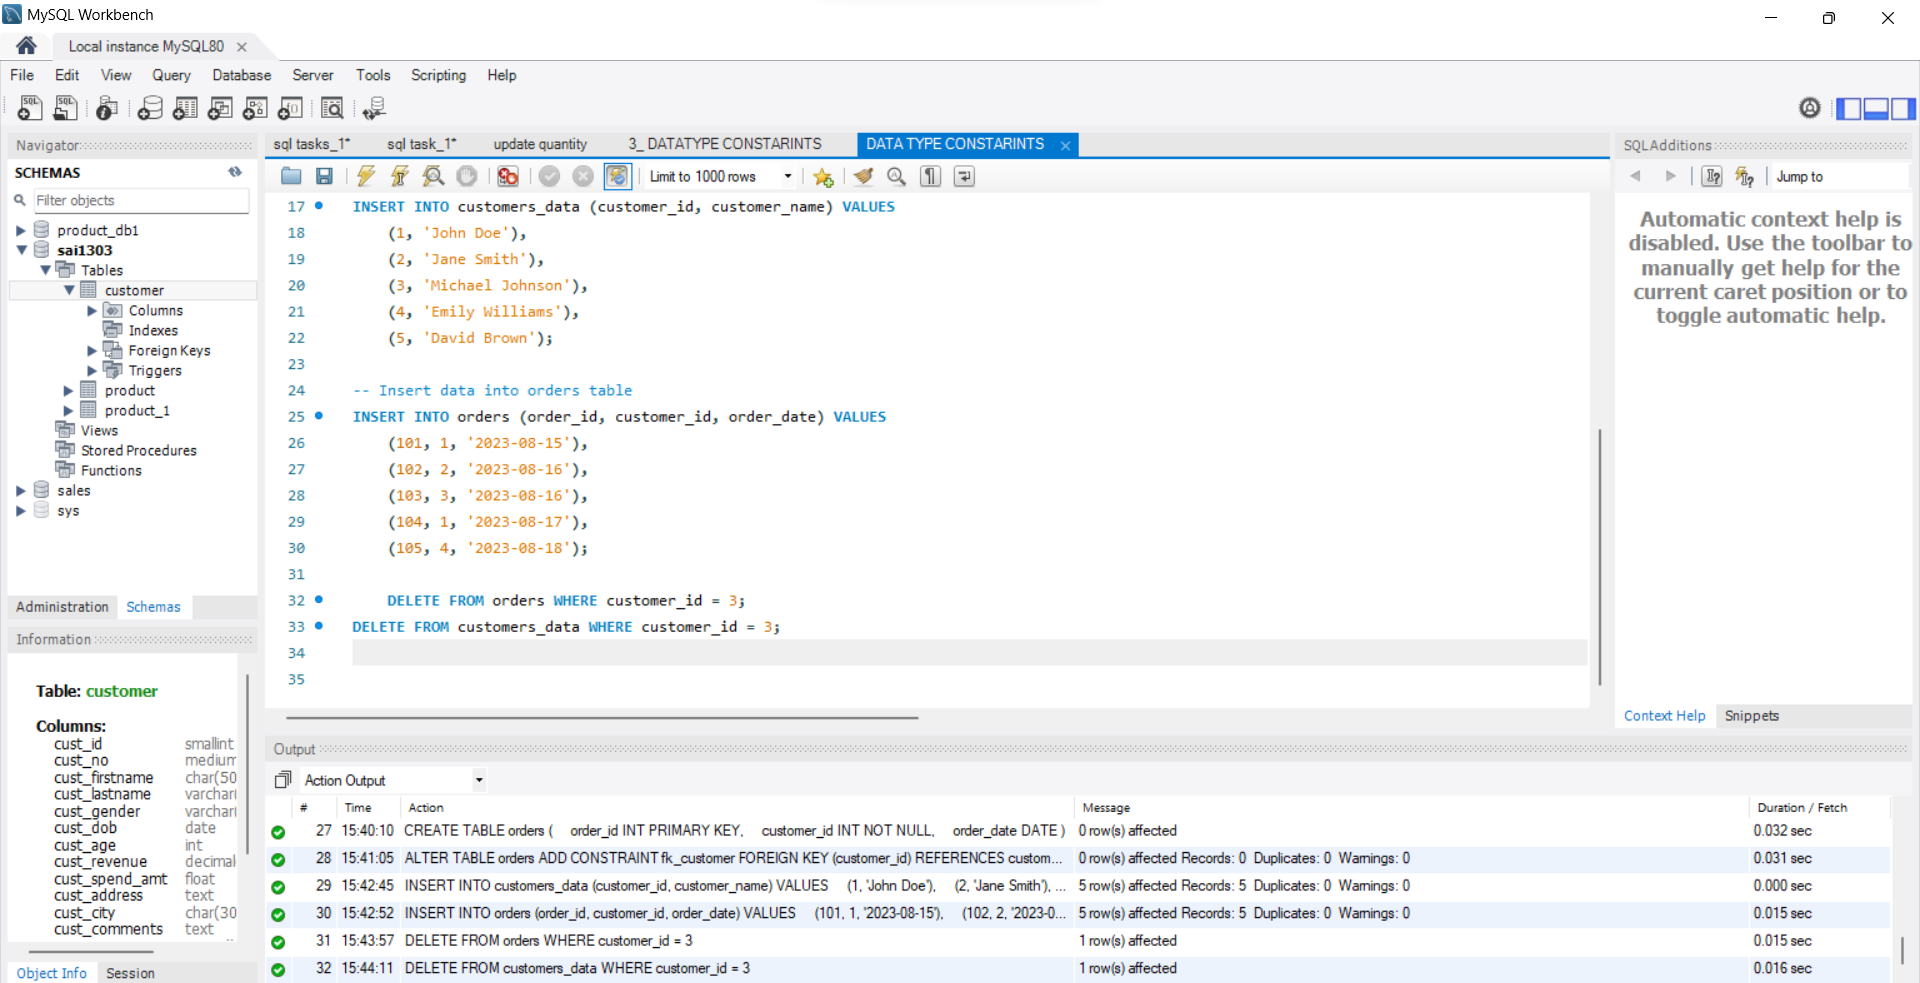 MySQL Workbench
Local instance MySQL80
File Edit View Query Database Server Tools Scripting Help
Navigator
SCHEMAS
Filter objects
product_db1
sai1303
Tables
customer
Columns
Indexes
Foreign Keys
Triggers
product
product_1
Views
Stored Procedures
Functions
sales
sys
Administration Schemas
Information
Table: customer
Columns:
cust_id smallint
cust_no medium
cust_firstname char(50
cust_lastname varchar(
cust_gender varchar(
cust_dob date
cust_age int
cust_revenue decimal
cust_spend_amt float
cust_address text
cust_city char(30
cust_comments text
Object Info Session
sql tasks_1* sql task_1* update quantity 3_ DATATYPE CONSTARINTS DATA TYPE CONSTARINTS
Limit to 1000 rows
17 INSERT INTO customers_data (customer_id, customer_name) VALUES
18 (1, 'John Doe'),
19 (2, 'Jane Smith'),
20 (3, 'Michael Johnson'),
21 (4, 'Emily Williams'),
22 (5, 'David Brown');
23
24 -- Insert data into orders table
25 INSERT INTO orders (order_id, customer_id, order_date) VALUES
26 (101, 1, '2023-08-15'),
27 (102, 2, '2023-08-16'),
28 (103, 3, '2023-08-16'),
29 (104, 1, '2023-08-17'),
30 (105, 4, '2023-08-18');
31
32 DELETE FROM orders WHERE customer_id = 3;
33 DELETE FROM customers_data WHERE customer_id = 3;
34
35
SQLAdditions
Jump to
Automatic context help is
disabled. Use the toolbar to
manually get help for the
current caret position or to
toggle automatic help.
Context Help Snippets
Output
Action Output
# Time Action Message Duration / Fetch
27 15:40:10 CREATE TABLE orders ( order_id INT PRIMARY KEY, customer_id INT NOT NULL, order_date DATE ) 0 row(s) affected 0.032 sec
28 15:41:05 ALTER TABLE orders ADD CONSTRAINT fk_customer FOREIGN KEY (customer_id) REFERENCES custom... 0 row(s) affected Records: 0 Duplicates: 0 Warnings: 0 0.031 sec
29 15:42:45 INSERT INTO customers_data (customer_id, customer_name) VALUES (1, 'John Doe'), (2, 'Jane Smith'), ... 5 row(s) affected Records: 5 Duplicates: 0 Warnings: 0 0.000 sec
30 15:42:52 INSERT INTO orders (order_id, customer_id, order_date) VALUES (101, 1, '2023-08-15'), (102, 2, '2023-0... 5 row(s) affected Records: 5 Duplicates: 0 Warnings: 0 0.015 sec
31 15:43:57 DELETE FROM orders WHERE customer_id = 3 1 row(s) affected 0.015 sec
32 15:44:11 DELETE FROM customers_data WHERE customer_id = 3 1 row(s) affected 0.016 sec